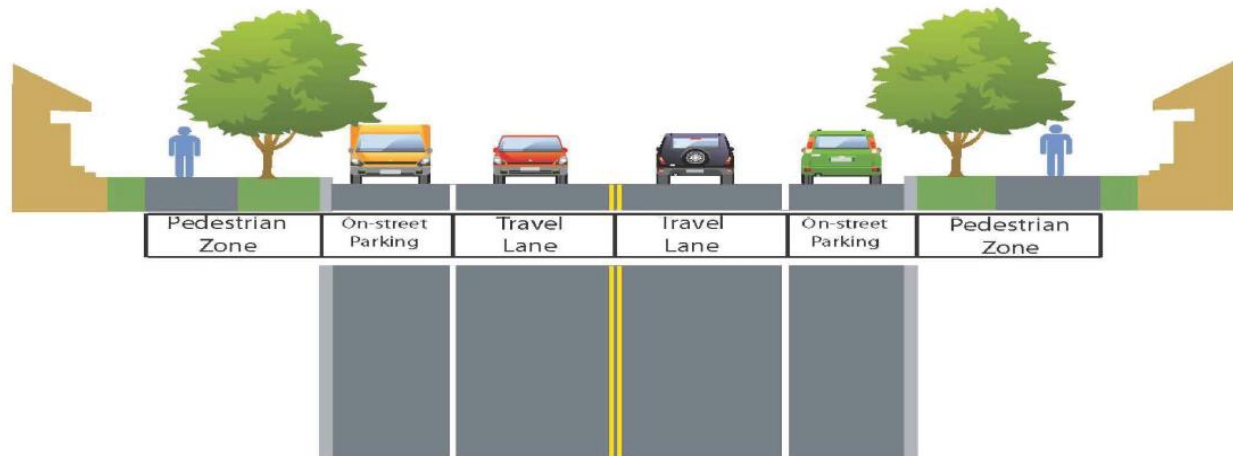 Pedestrian
Zone
On-street
Parking
Travel
Lane
Travel
Lane
On-street
Parking
Pedestrian
Zone